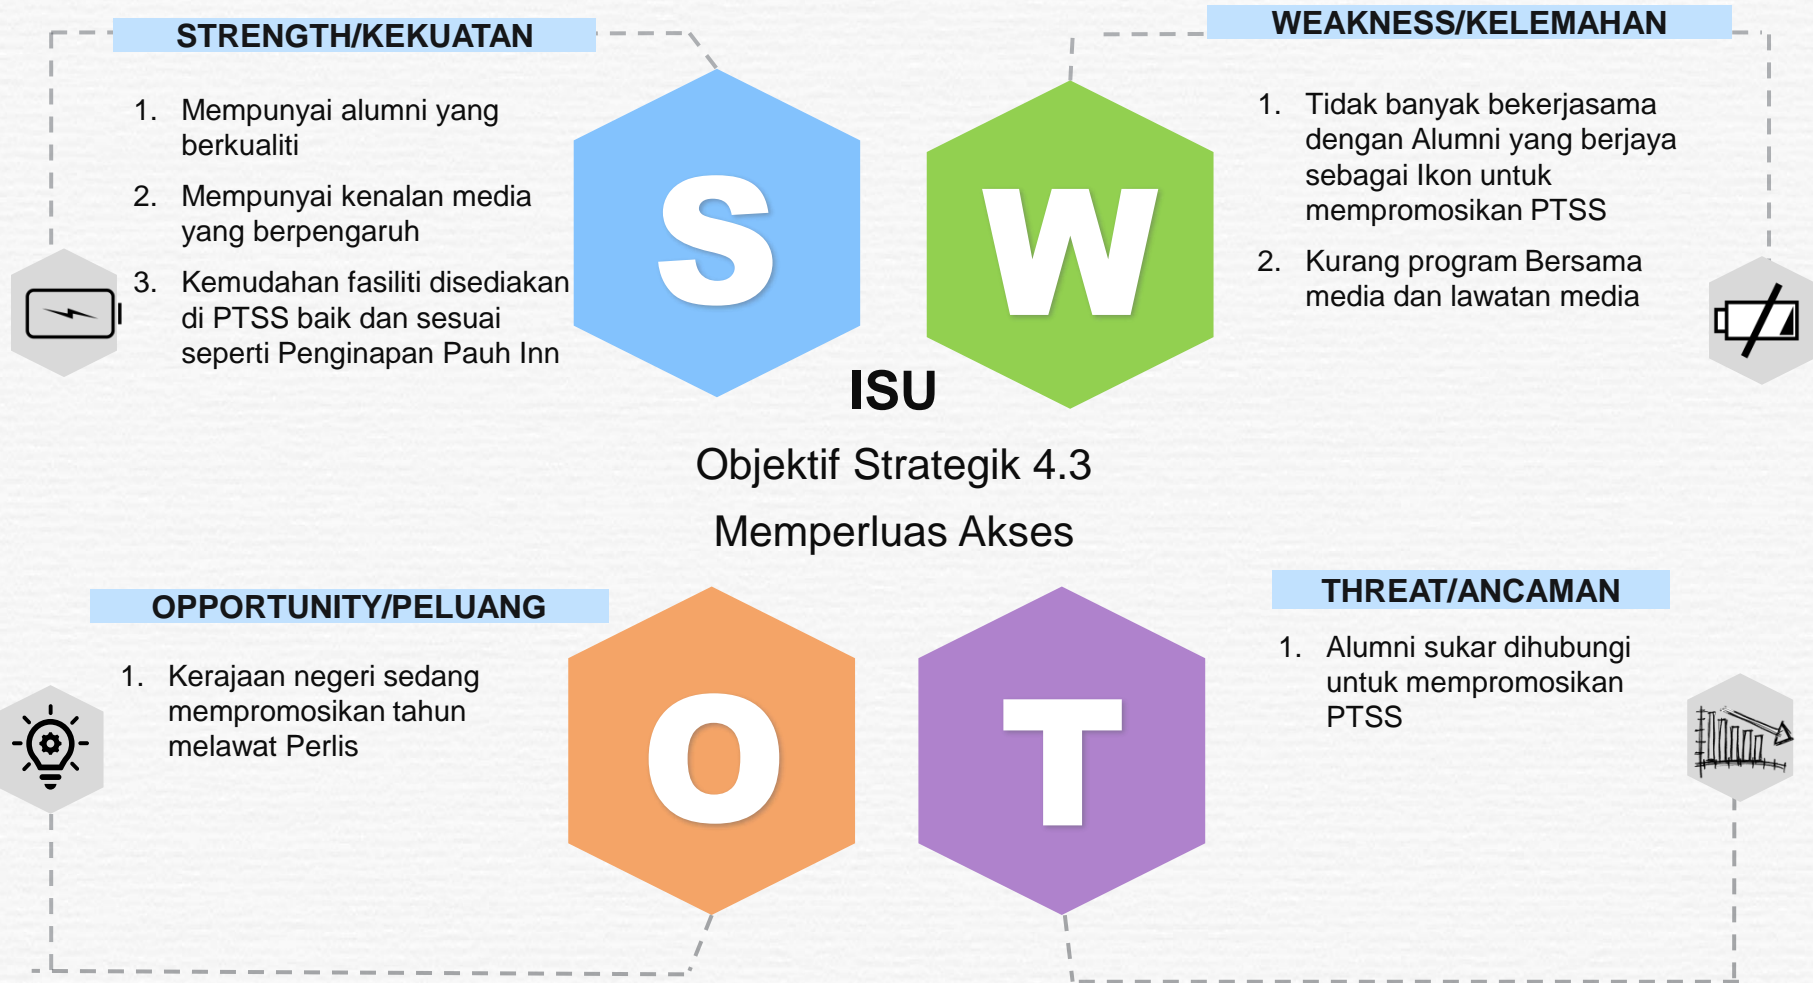 STRENGTH/KEKUATAN
1. Mempunyai alumni yang
berkualiti
2. Mempunyai kenalan media
yang berpengaruh
3. Kemudahan fasiliti disediakan
di PTSS baik dan sesuai
seperti Penginapan Pauh Inn
S
WEAKNESS/KELEMAHAN
1. Tidak banyak bekerjasama
dengan Alumni yang berjaya
sebagai Ikon untuk
mempromosikan PTSS
2. Kurang program Bersama
media dan lawatan media
W
ISU
Objektif Strategik 4.3
Memperluas Akses
OPPORTUNITY/PELUANG
1. Kerajaan negeri sedang
mempromosikan tahun
melawat Perlis
O
THREAT/ANCAMAN
1. Alumni sukar dihubungi
untuk mempromosikan
PTSS
T